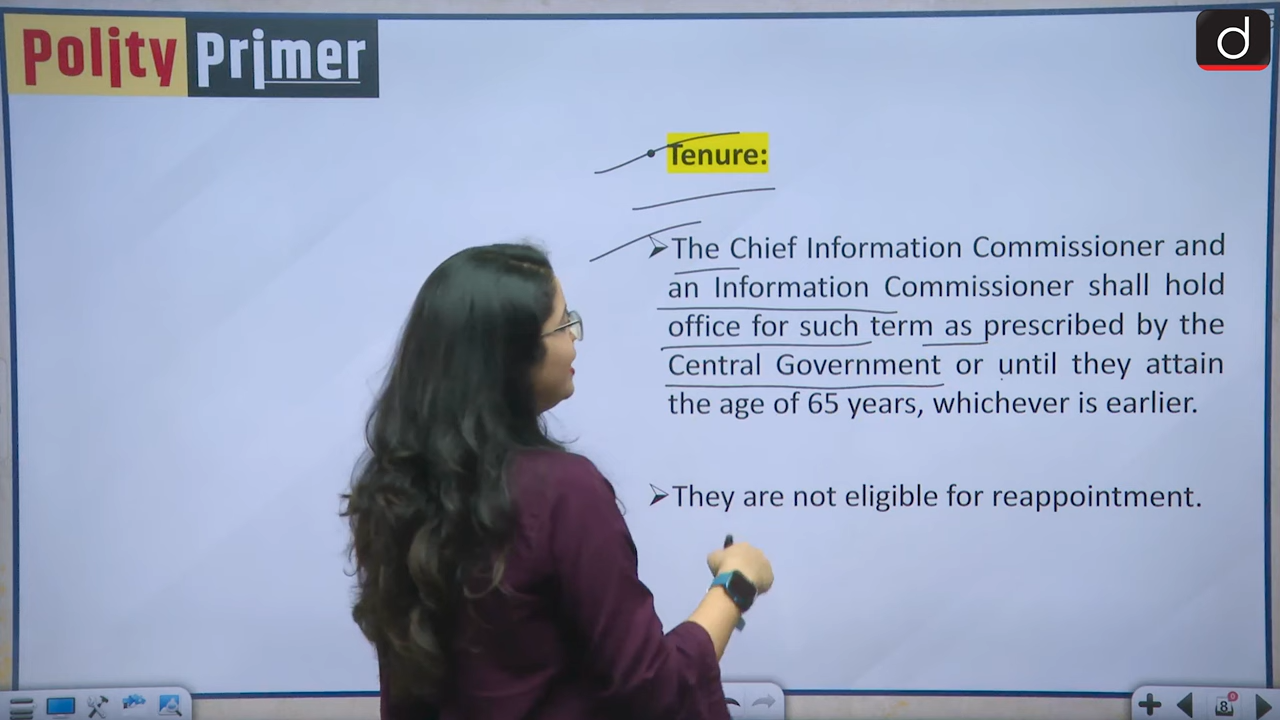 Polity Primer
d
Tenure:
The Chief Information Commissioner and
an Information Commissioner shall hold
office for such term as prescribed by the
Central Government or until they attain
the age of 65 years, whichever is earlier.
They are not eligible for reappointment.
8